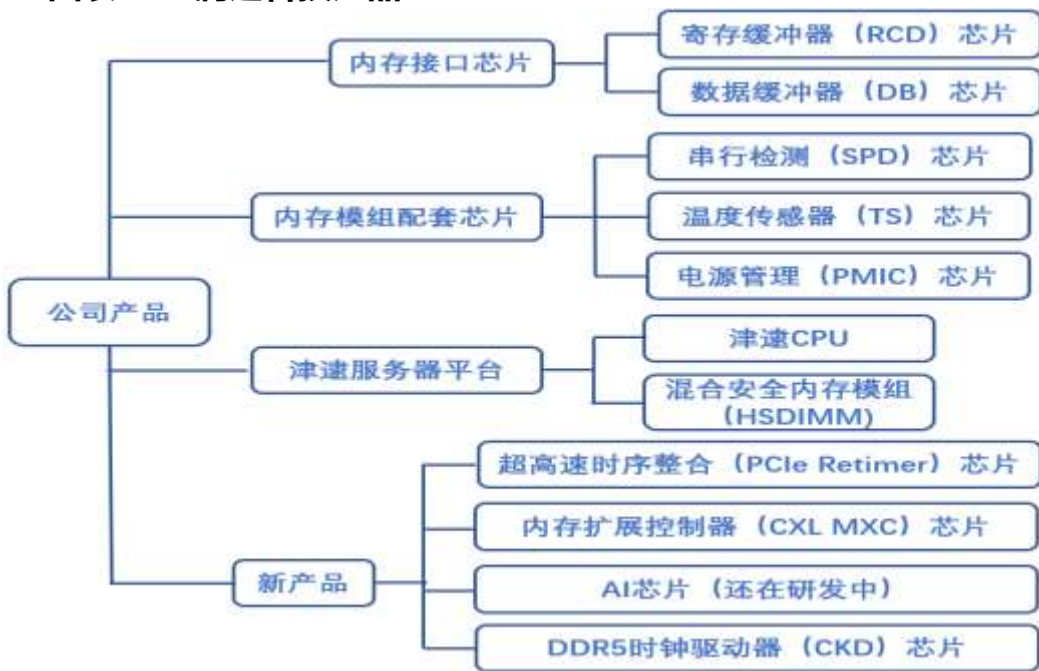 内存接口芯片
寄存缓冲器（RCD）芯片
数据缓冲器（DB）芯片
内存模组配套芯片
串行检测（SPD）芯片
温度传感器（TS）芯片
电源管理（PMIC）芯片
公司产品
津逮服务器平台
津逮CPU
混合安全内存模组
（HSDIMM)
新产品
超高速时序整合（PCIe Retimer）芯片
内存扩展控制器（CXL MXC）芯片
AI芯片（还在研发中）
DDR5时钟驱动器（CKD）芯片